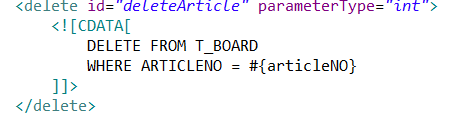 <delete id="deleteArticle" parameterType="int">
<![CDATA[
DELETE FROM T_BOARD
WHERE ARTICLENO = #{articleNO}
]]>
</delete>